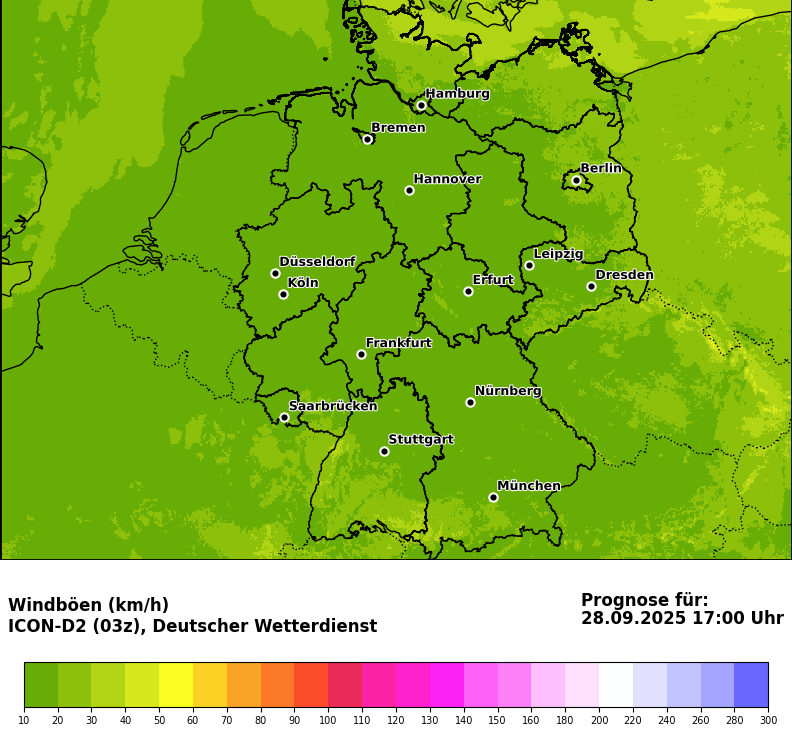 Hamburg
Bremen
Berlin
Hannover
Leipzig
Düsseldorf
Dresden
Köln
Erfurt
Frankfurt
Nürnberg
Saarbrücken
Stuttgart
München
Windböen (km/h)
ICON-D2 (03z), Deutscher Wetterdienst
Prognose für:
28.09.2025 17:00 Uhr
10 20 30 40 50 60 70 80 90 100 110 120 130 140 150 160 180 200 220 240 260 280 300